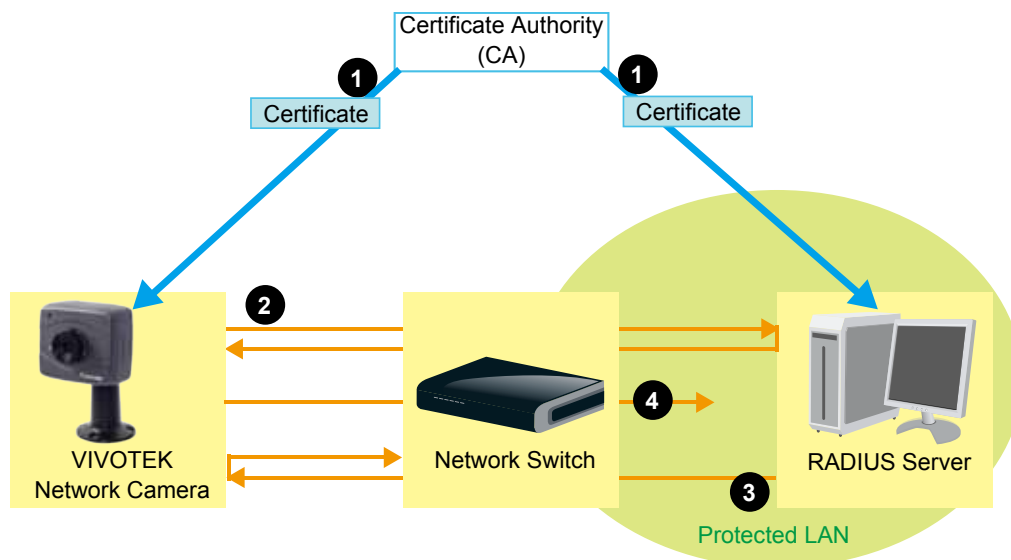 Certificate Authority
(CA)
1
1
Certificate
Certificate
2
4
VIVOTEK
Network Camera
Network Switch
RADIUS Server
3
Protected LAN